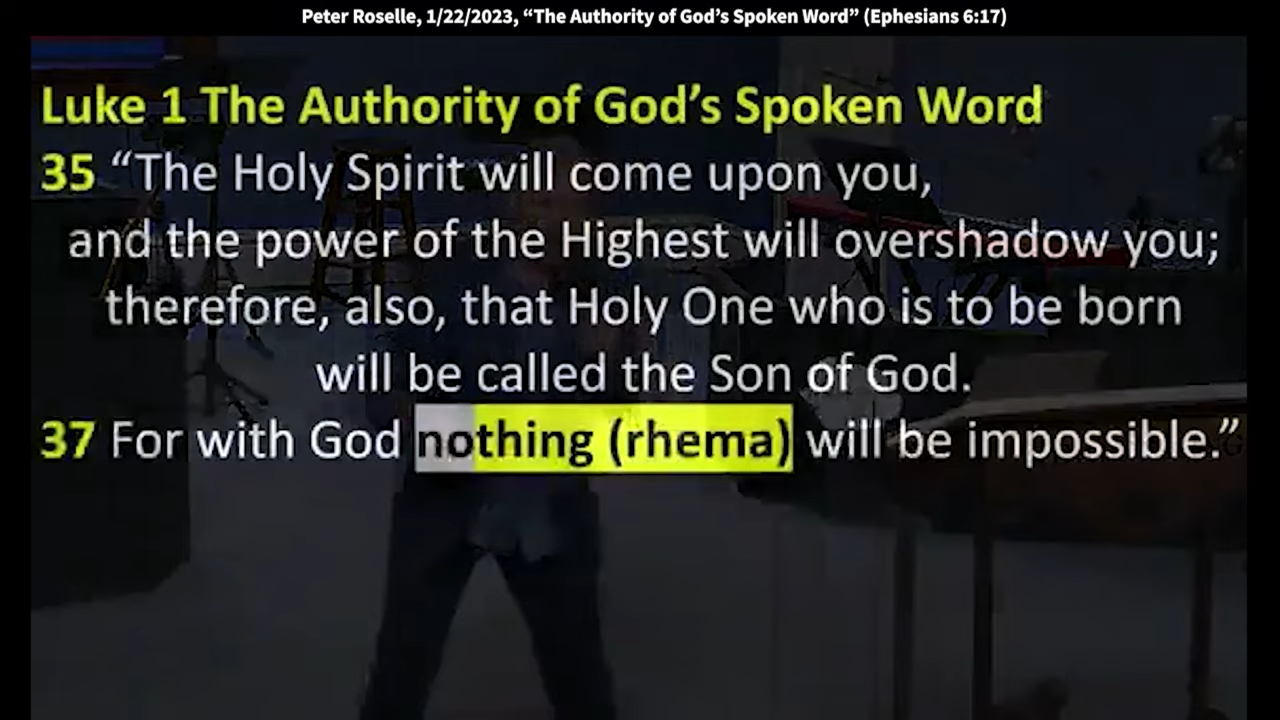 Peter Roselle, 1/22/2023, “The Authority of God’s Spoken Word” (Ephesians 6:17)
Luke 1 The Authority of God’s Spoken Word
35 “The Holy Spirit will come upon you,
and the power of the Highest will overshadow you;
therefore, also, that Holy One who is to be born
will be called the Son of God.
37 For with God nothing (rhema) will be impossible.”